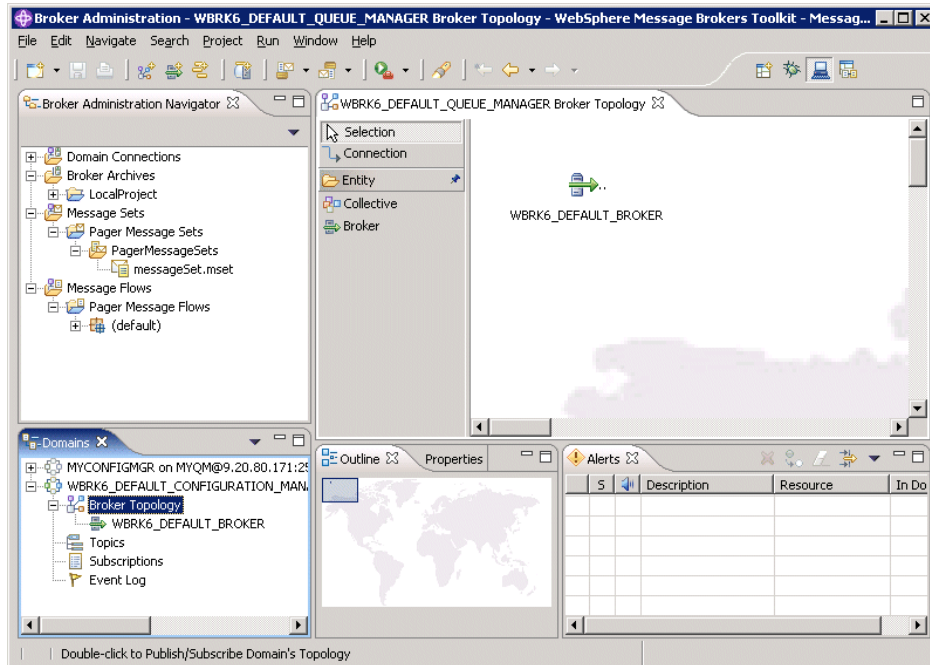 Broker Administration - WBRK6_DEFAULT_QUEUE_MANAGER Broker Topology - WebSphere Message Brokers Toolkit - Messag...
File Edit Navigate Search Project Run Window Help
Broker Administration Navigator
Domain Connections
Broker Archives
LocalProject
Message Sets
Pager Message Sets
PagerMessageSets
messageSet.mset
Message Flows
Pager Message Flows
(default)
WBRK6_DEFAULT_QUEUE_MANAGER Broker Topology
Selection
Connection
Entity
Collective
Broker
WBRK6_DEFAULT_BROKER
Domains
MYCONFIGMGR on MYQM@9.20.80.171:25
WBRK6_DEFAULT_CONFIGURATION_MAN
Broker Topology
WBRK6_DEFAULT_BROKER
Topics
Subscriptions
Event Log
Outline Properties
Alerts
S Description Resource In Do
Double-click to Publish/Subscribe Domain's Topology